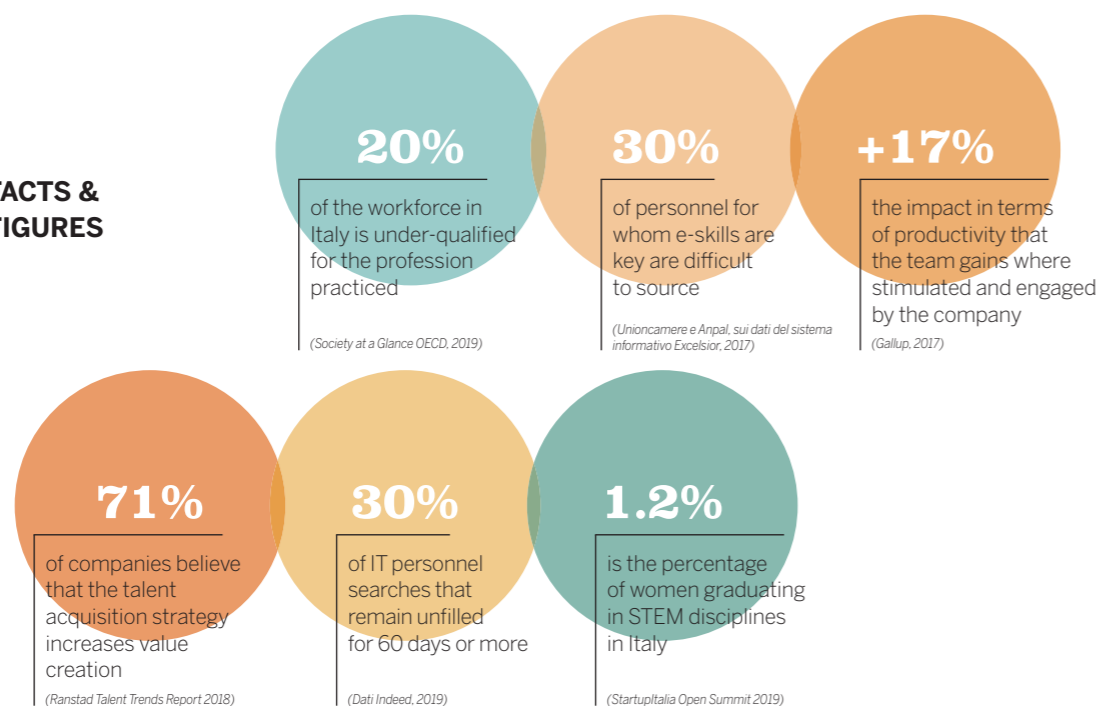 FACTS &
FIGURES
20%
of the workforce in
Italy is under-qualified
for the profession
practiced
(Society at a Glance OECD, 2019)
30%
of personnel for
whom e-skills are
key are difficult
to source
(Unioncamere e Anpal, sui dati del sistema
informativo Excelsior, 2017)
+17%
the impact in terms
of productivity that
the team gains where
stimulated and engaged
by the company
(Gallup, 2017)
71%
of companies believe
that the talent
acquisition strategy
increases value
creation
(Ranstad Talent Trends Report 2018)
30%
of IT personnel
searches that
remain unfilled
for 60 days or more
(Dati Indeed, 2019)
1.2%
is the percentage
of women graduating
in STEM disciplines
in Italy
(StartupItalia Open Summit 2019)